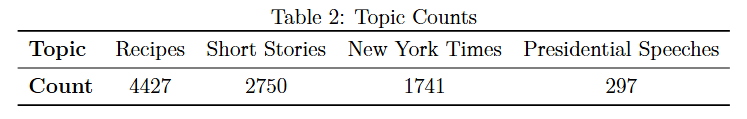 Table 2: Topic Counts
Topic Recipes Short Stories New York Times Presidential Speeches
Count 4427 2750 1741 297